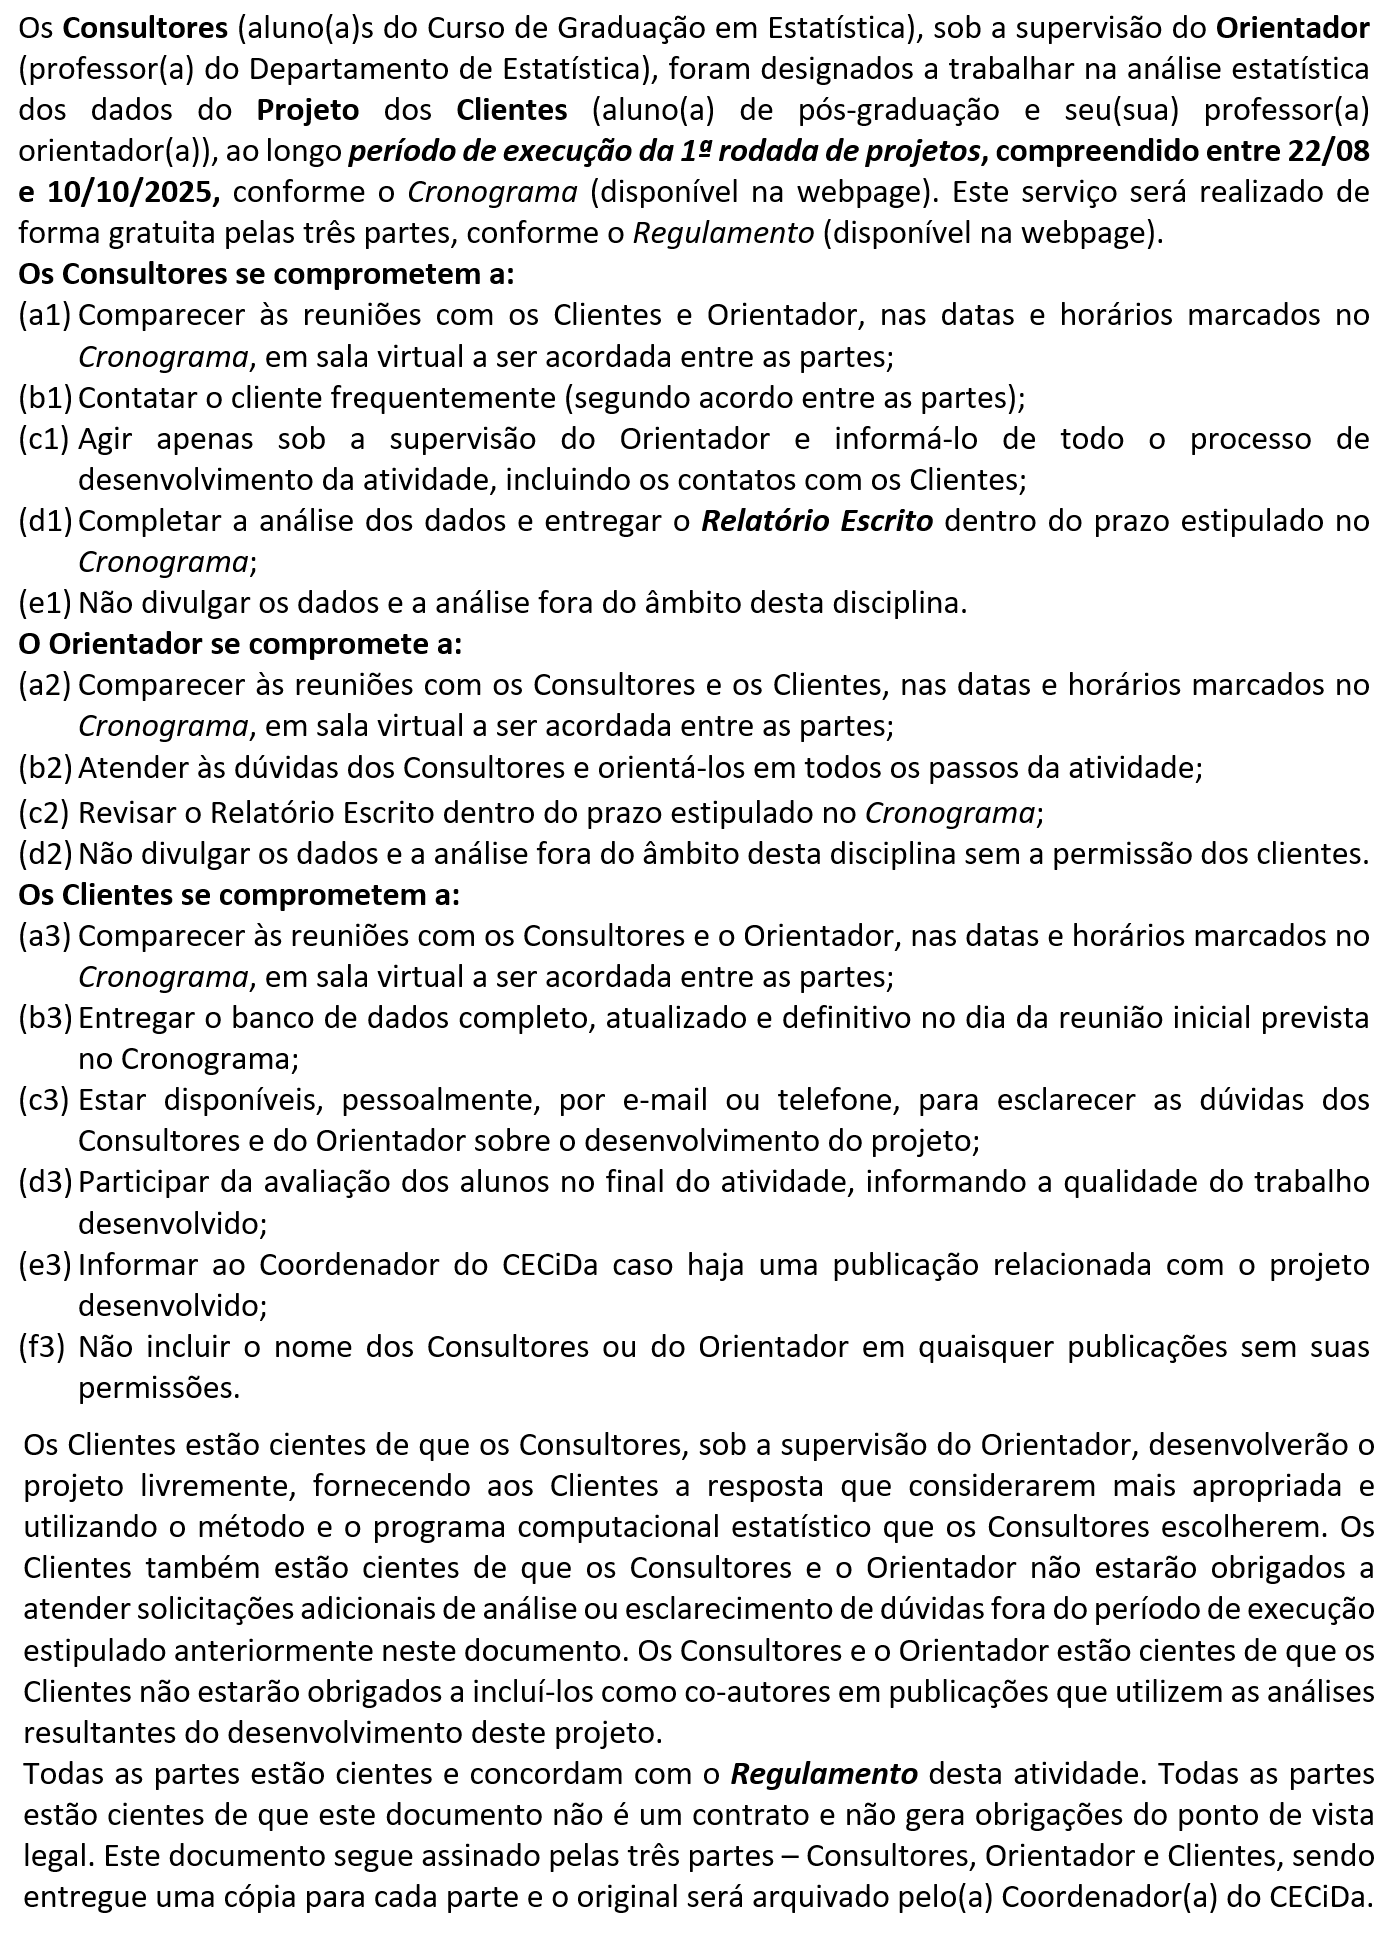 Os Consultores (aluno(a)s do Curso de Graduação em Estatística), sob a supervisão do Orientador
(professor(a) do Departamento de Estatística), foram designados a trabalhar na análise estatística
dos dados do Projeto dos Clientes (aluno(a) de pós-graduação e seu(sua) professor(a)
orientador(a)), ao longo período de execução da 1ª rodada de projetos, compreendido entre 22/08
e 10/10/2025, conforme o Cronograma (disponível na webpage). Este serviço será realizado de
forma gratuita pelas três partes, conforme o Regulamento (disponível na webpage).
Os Consultores se comprometem a:
(a1) Comparecer às reuniões com os Clientes e Orientador, nas datas e horários marcados no
Cronograma, em sala virtual a ser acordada entre as partes;
(b1) Contatar o cliente frequentemente (segundo acordo entre as partes);
(c1) Agir apenas sob a supervisão do Orientador e informá-lo de todo o processo de
desenvolvimento da atividade, incluindo os contatos com os Clientes;
(d1) Completar a análise dos dados e entregar o Relatório Escrito dentro do prazo estipulado no
Cronograma;
(e1) Não divulgar os dados e a análise fora do âmbito desta disciplina.
O Orientador se compromete a:
(a2) Comparecer às reuniões com os Consultores e os Clientes, nas datas e horários marcados no
Cronograma, em sala virtual a ser acordada entre as partes;
(b2) Atender às dúvidas dos Consultores e orientá-los em todos os passos da atividade;
(c2) Revisar o Relatório Escrito dentro do prazo estipulado no Cronograma;
(d2) Não divulgar os dados e a análise fora do âmbito desta disciplina sem a permissão dos clientes.
Os Clientes se comprometem a:
(a3) Comparecer às reuniões com os Consultores e o Orientador, nas datas e horários marcados no
Cronograma, em sala virtual a ser acordada entre as partes;
(b3) Entregar o banco de dados completo, atualizado e definitivo no dia da reunião inicial prevista
no Cronograma;
(c3) Estar disponíveis, pessoalmente, por e-mail ou telefone, para esclarecer as dúvidas dos
Consultores e do Orientador sobre o desenvolvimento do projeto;
(d3) Participar da avaliação dos alunos no final do atividade, informando a qualidade do trabalho
desenvolvido;
(e3) Informar ao Coordenador do CECiDa caso haja uma publicação relacionada com o projeto
desenvolvido;
(f3) Não incluir o nome dos Consultores ou do Orientador em quaisquer publicações sem suas
permissões.
Os Clientes estão cientes de que os Consultores, sob a supervisão do Orientador, desenvolverão o
projeto livremente, fornecendo aos Clientes a resposta que considerarem mais apropriada e
utilizando o método e o programa computacional estatístico que os Consultores escolherem. Os
Clientes também estão cientes de que os Consultores e o Orientador não estarão obrigados a
atender solicitações adicionais de análise ou esclarecimento de dúvidas fora do período de execução
estipulado anteriormente neste documento. Os Consultores e o Orientador estão cientes de que os
Clientes não estarão obrigados a incluí-los como co-autores em publicações que utilizem as análises
resultantes do desenvolvimento deste projeto.
Todas as partes estão cientes e concordam com o Regulamento desta atividade. Todas as partes
estão cientes de que este documento não é um contrato e não gera obrigações do ponto de vista
legal. Este documento segue assinado pelas três partes – Consultores, Orientador e Clientes, sendo
entregue uma cópia para cada parte e o original será arquivado pelo(a) Coordenador(a) do CECiDa.